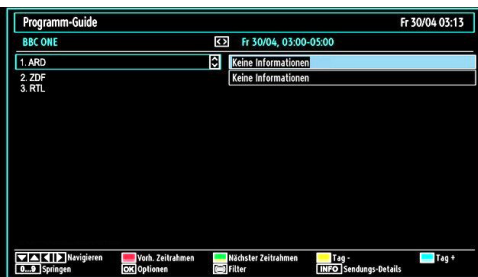 Programm-Guide Fr 30/04 03:13
BBC ONE <> Fr 30/04, 03:00-05:00
1. ARD Keine Informationen
2. ZDF Keine Informationen
3. RTL
Navigieren Vorh. Zeitrahmen Nächster Zeitrahmen Tag - Tag +
0...9 Springen OK Optionen Filter INFO Sendungs-Details